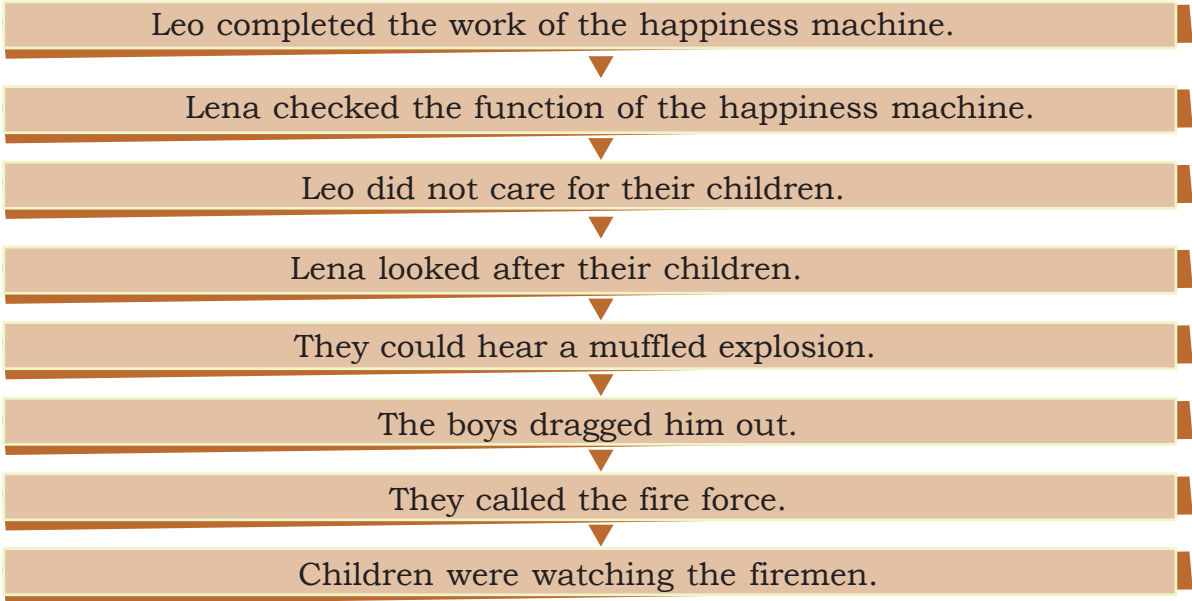 Leo completed the work of the happiness machine.
Lena checked the function of the happiness machine.
Leo did not care for their children.
Lena looked after their children.
They could hear a muffled explosion.
The boys dragged him out.
They called the fire force.
Children were watching the firemen.